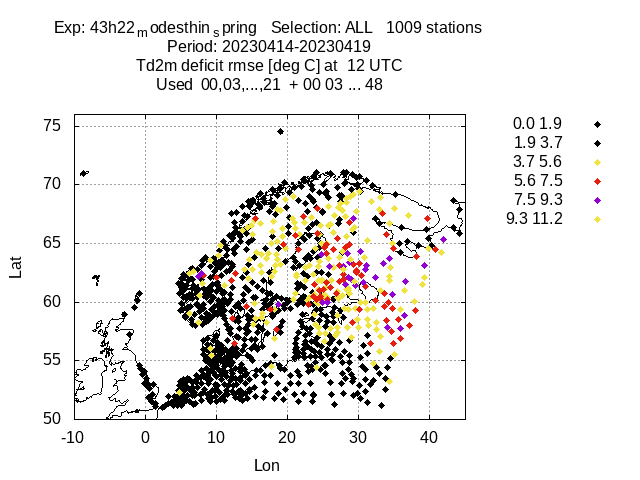 Exp: 43h22modesthinspring Selection: ALL 1009 stations
Period: 20230414-20230419
Td2m deficit rmse [deg C] at 12 UTC
Used 00,03,...,21 + 00 03 ... 48
0.0 1.9
1.9 3.7
3.7 5.6
5.6 7.5
7.5 9.3
9.3 11.2
75
70
65
60
55
50
Lat
-10 0 10 20 30 40
Lon